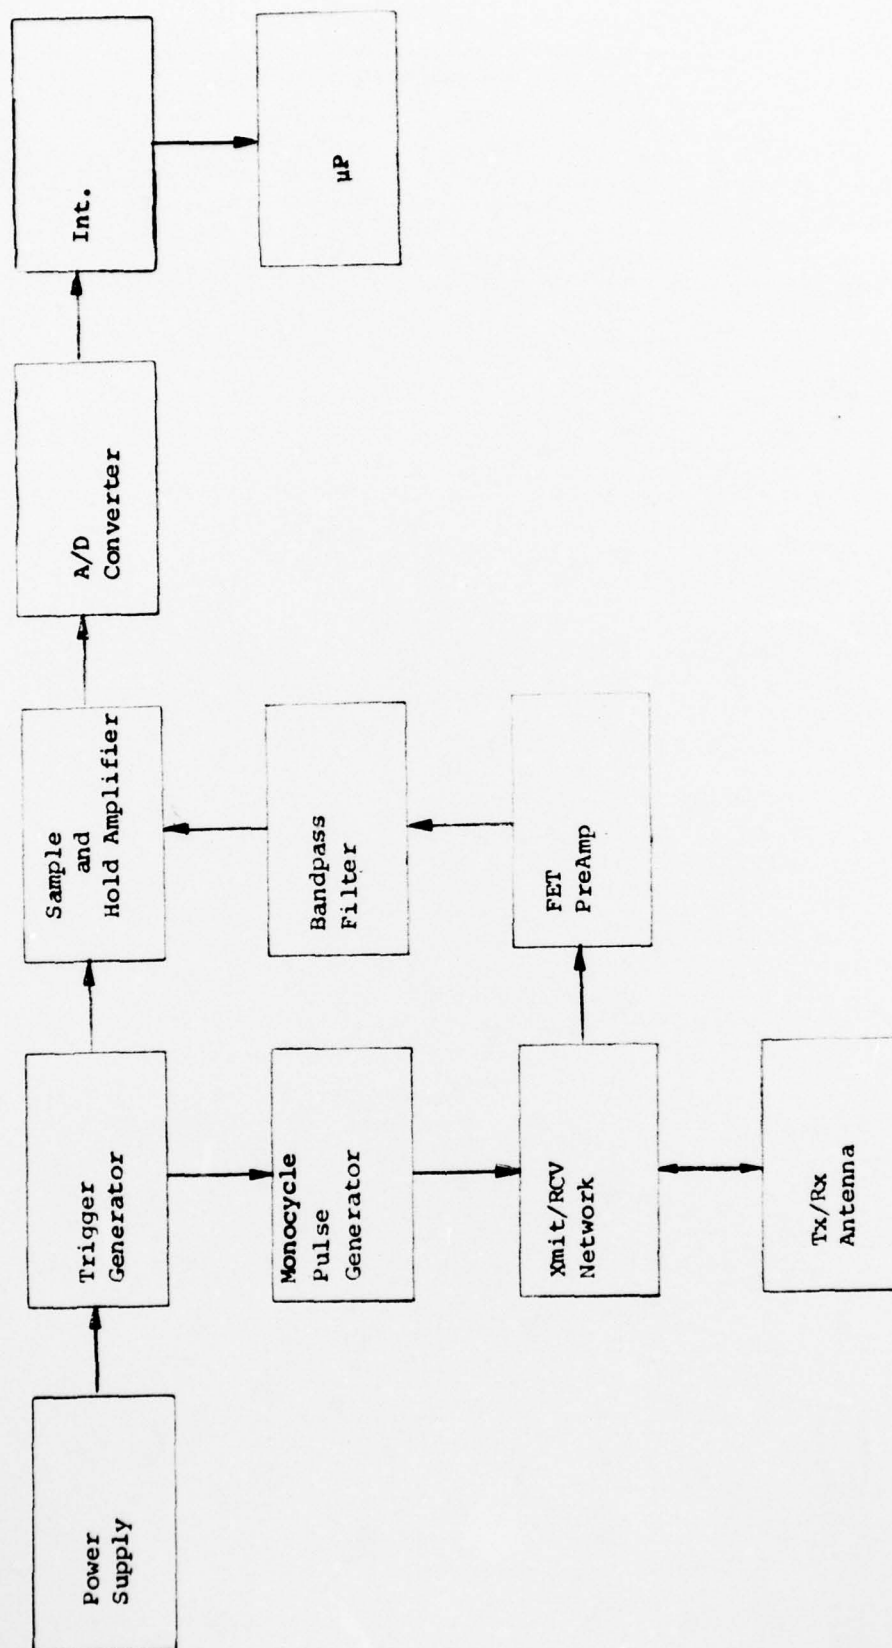 Power
Supply
Trigger
Generator
Sample
and
Hold Amplifier
A/D
Converter
Int.
Monocycle
Pulse
Generator
Bandpass
Filter
µP
Xmit/RCV
Network
FET
PreAmp
Tx/Rx
Antenna